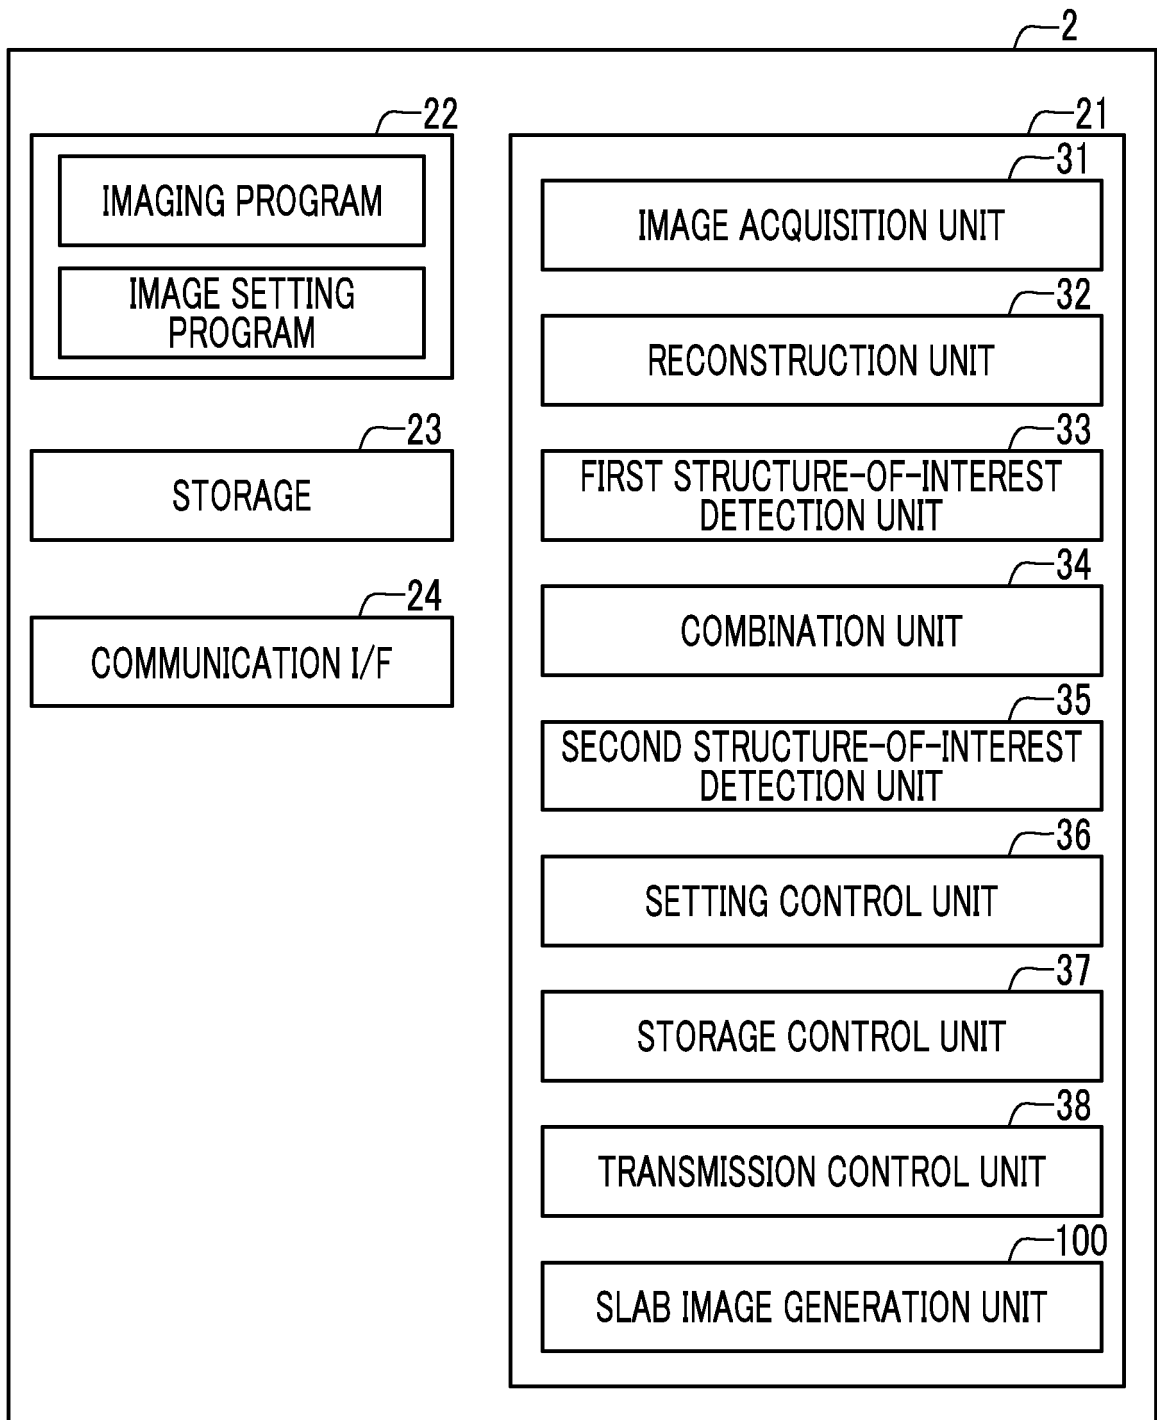 2
22
IMAGING PROGRAM
IMAGE SETTING
PROGRAM
23
STORAGE
24
COMMUNICATION I/F
21
31
IMAGE ACQUISITION UNIT
32
RECONSTRUCTION UNIT
33
FIRST STRUCTURE-OF-INTEREST
DETECTION UNIT
34
COMBINATION UNIT
35
SECOND STRUCTURE-OF-INTEREST
DETECTION UNIT
36
SETTING CONTROL UNIT
37
STORAGE CONTROL UNIT
38
TRANSMISSION CONTROL UNIT
100
SLAB IMAGE GENERATION UNIT